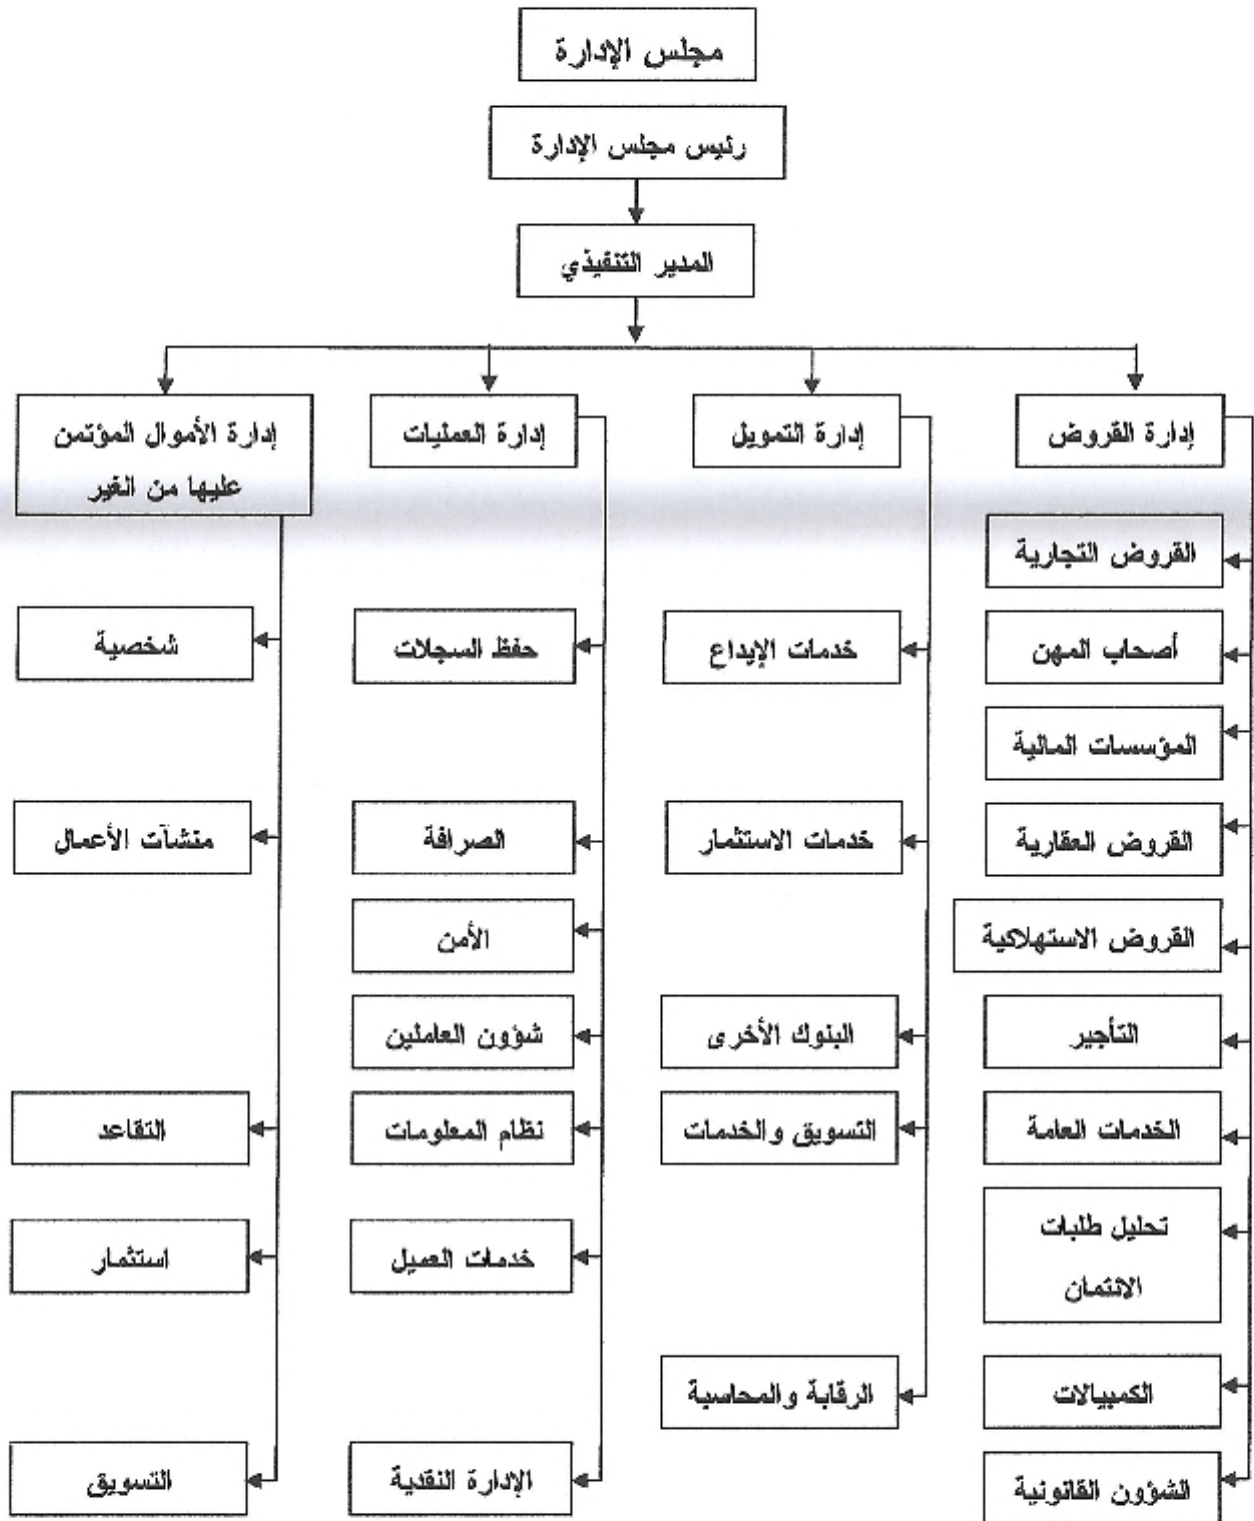 مجلس الإدارة
رئيس مجلس الإدارة
المدير التنفيذي
إدارة القروض
إدارة التمويل
إدارة العمليات
إدارة الأموال المؤتمن
عليها من الغير
القروض التجارية
أصحاب المهن
المؤسسات المالية
القروض العقارية
القروض الاستهلاكية
التأجير
الخدمات العامة
تحليل طلبات
الائتمان
الكمبيالات
الشؤون القانونية
خدمات الإيداع
خدمات الاستثمار
البنوك الأخرى
التسويق والخدمات
الرقابة والمحاسبة
حفظ السجلات
الصرافة
الأمن
شؤون العاملين
نظام المعلومات
خدمات العميل
الإدارة النقدية
شخصية
منشآت الأعمال
التقاعد
استثمار
التسويق